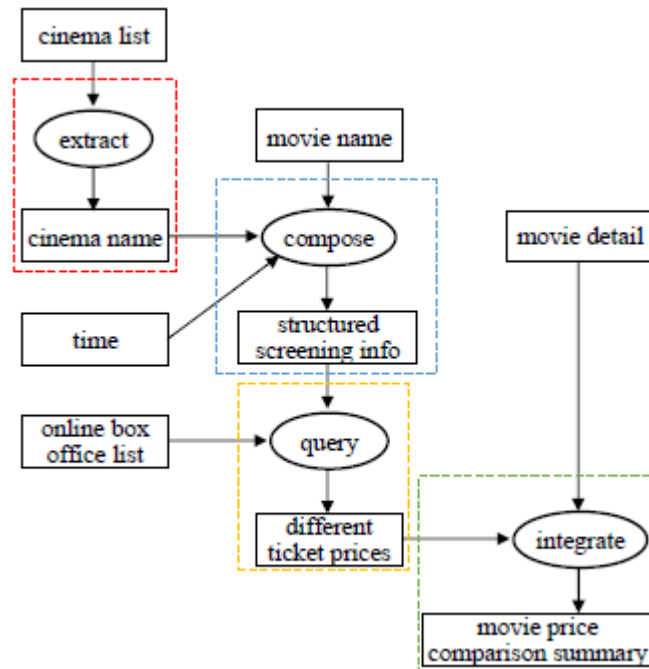 cinema list
extract
movie name
cinema name
compose
movie detail
time
structured
screening info
online box
office list
query
different
ticket prices
integrate
movie price
comparison summary